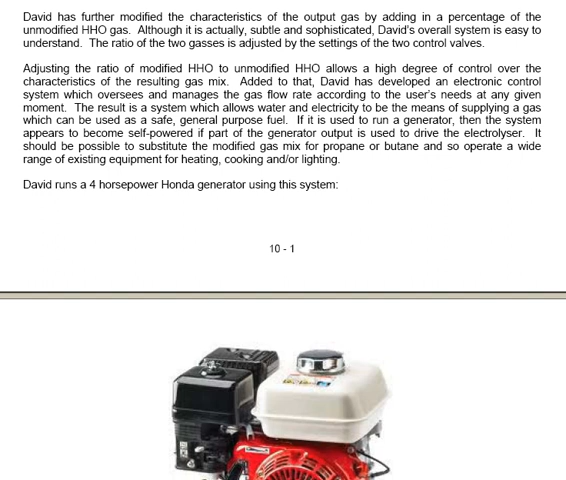 David has further modified the characteristics of the output gas by adding in a percentage of the
unmodified HHO gas. Although it is actually, subtle and sophisticated, David's overall system is easy to
understand. The ratio of the two gasses is adjusted by the settings of the two control valves.
Adjusting the ratio of modified HHO to unmodified HHO allows a high degree of control over the
characteristics of the resulting gas mix. Added to that, David has developed an electronic control
system which oversees and manages the gas flow rate according to the user's needs at any given
moment. The result is a system which allows water and electricity to be the means of supplying a gas
which can be used as a safe, general purpose fuel. If it is used to run a generator, then the system
appears to become self-powered if part of the generator output is used to drive the electrolyser. It
should be possible to substitute the modified gas mix for propane or butane and so operate a wide
range of existing equipment for heating, cooking and/or lighting.
David runs a 4 horsepower Honda generator using this system:
10 - 1